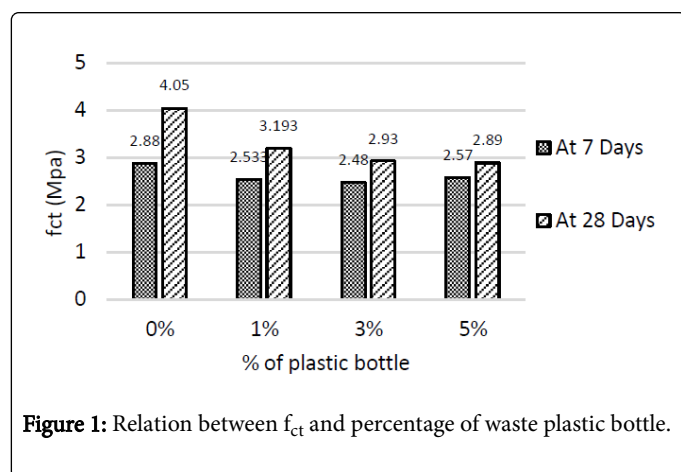 5
4.05
4
3.193
2.88
2.93
2.89
3
2.533
2.48
2.57
At 7 Days
fct (Mpa)
2
At 28 Days
1
0
0% 1% 3% 5%
% of plastic bottle
Figure 1: Relation between fct and percentage of waste plastic bottle.